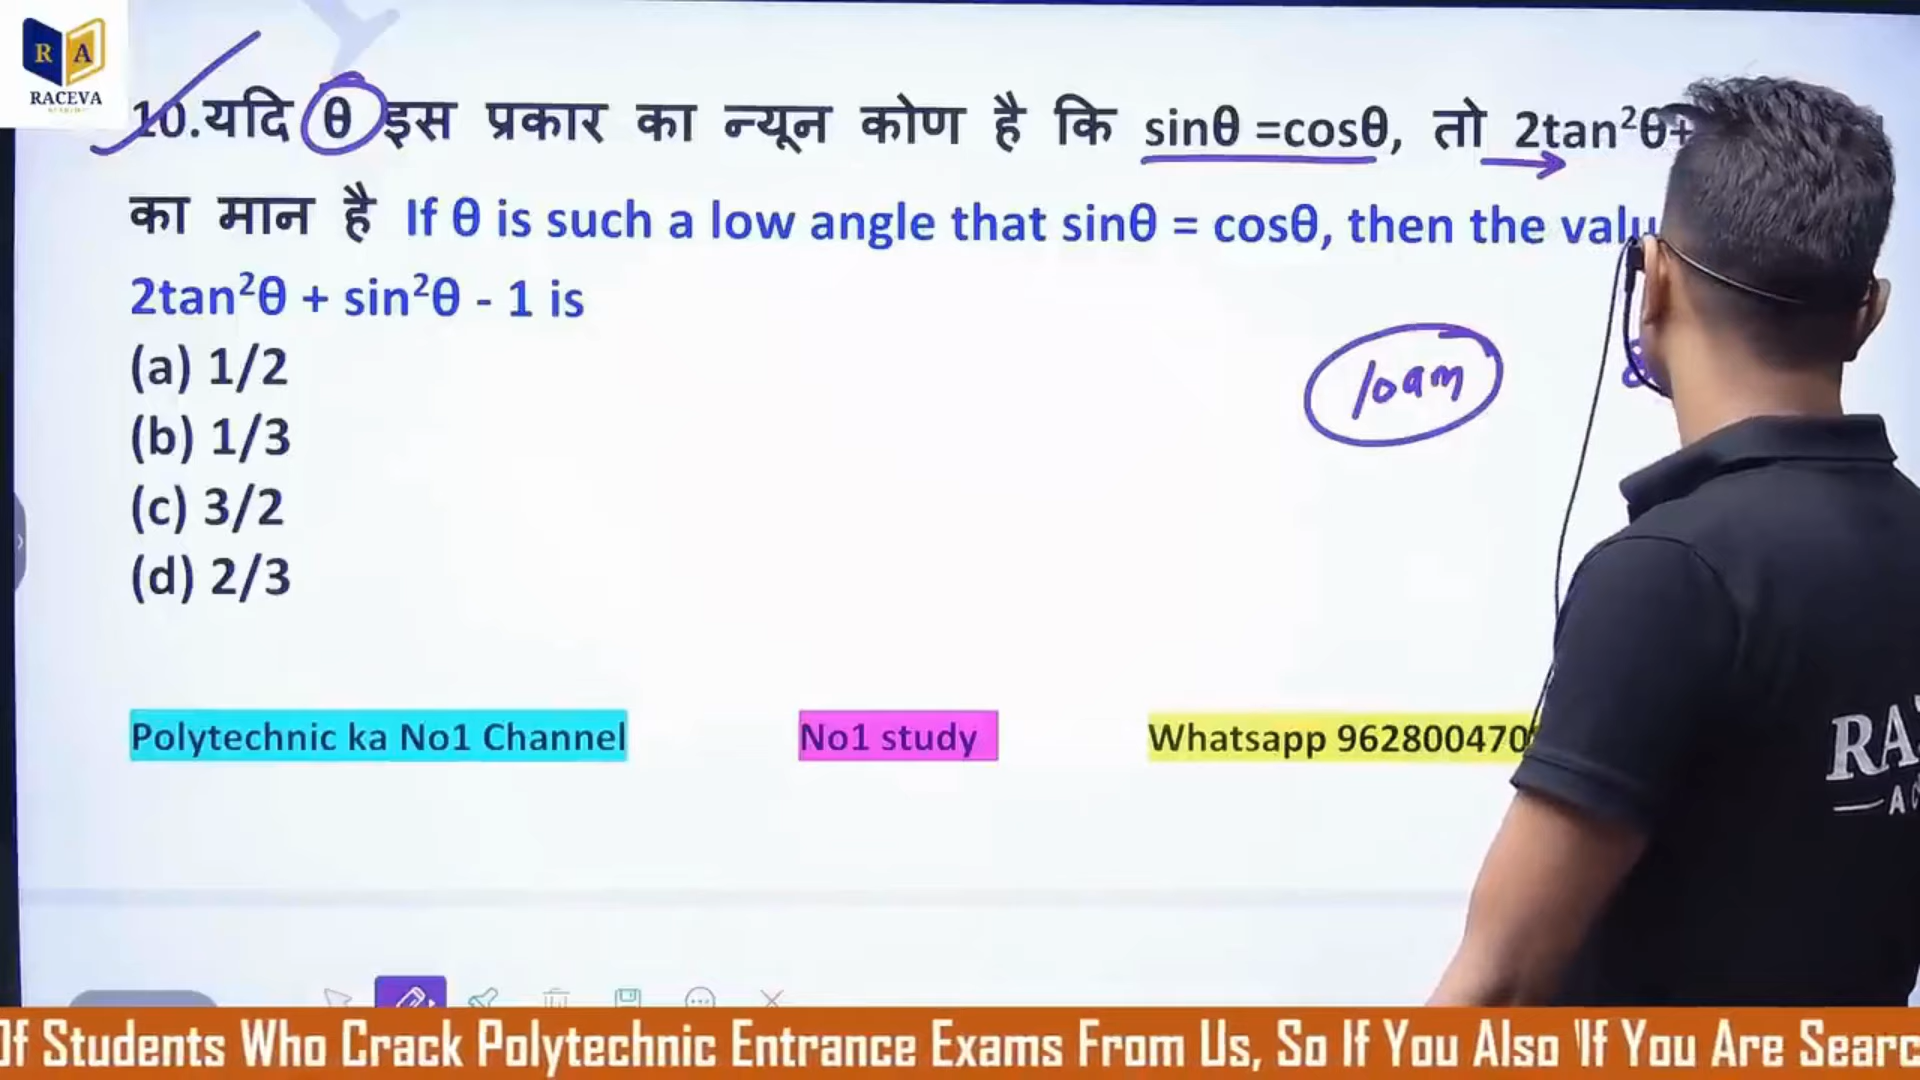 RA
RACEVA
10.यदि θ इस प्रकार का न्यून कोण है कि sinθ =cosθ, तो 2tan²θ+
का मान है If θ is such a low angle that sinθ = cosθ, then the
2tan²θ + sin²θ - 1 is
(a) 1/2
(b) 1/3
10am
(c) 3/2
(d) 2/3
Polytechnic ka No1 Channel No1 study Whatsapp 962800470
Of Students Who Crack Polytechnic Entrance Exams From Us, So If You Also 'If You Are